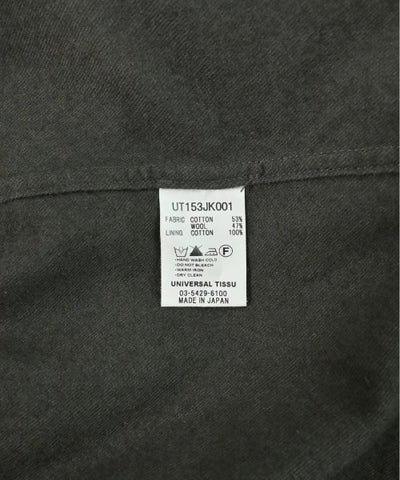 UT153JK001
FABRIC COTTON 53%
WOOL 47%
LINING COTTON 100%
F
•HAND WASH COLD
•DO NOT BLEACH
•WARM IRON
•DRY CLEAN
UNIVERSAL TISSU
03-5429-6100
MADE IN JAPAN